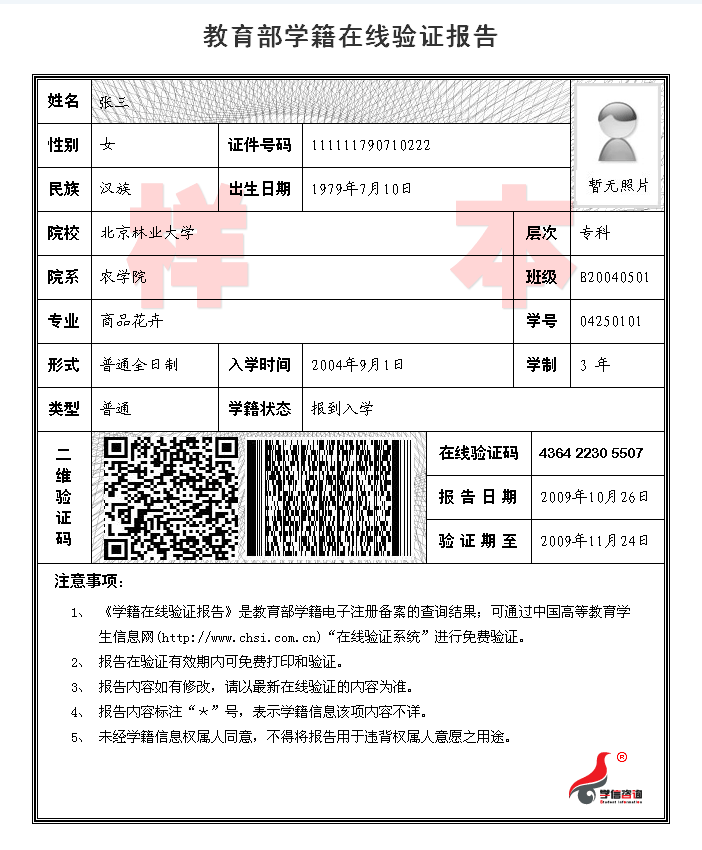 教育部学籍在线验证报告
姓名 张三
性别 女 证件号码 111111790710222
暂无照片
民族 汉族 出生日期 1979年7月10日
样 本
院校 北京林业大学 层次 专科
院系 农学院 班级 B20040501
专业 商品花卉 学号 04250101
形式 普通全日制 入学时间 2004年9月1日 学制 3 年
类型 普通 学籍状态 报到入学
二维验证码
在线验证码 4364 2230 5507
报告日期 2009年10月26日
验证期至 2009年11月24日
注意事项：
1、 《学籍在线验证报告》是教育部学籍电子注册备案的查询结果；可通过中国高等教育学
生信息网(http://www.chsi.com.cn)“在线验证系统”进行免费验证。
2、 报告在验证有效期内可免费打印和验证。
3、 报告内容如有修改，请以最新在线验证的内容为准。
4、 报告内容标注“＊”号，表示学籍信息该项内容不详。
5、 未经学籍信息权属人同意，不得将报告用于违背权属人意愿之用途。
®
学信咨询
Student information